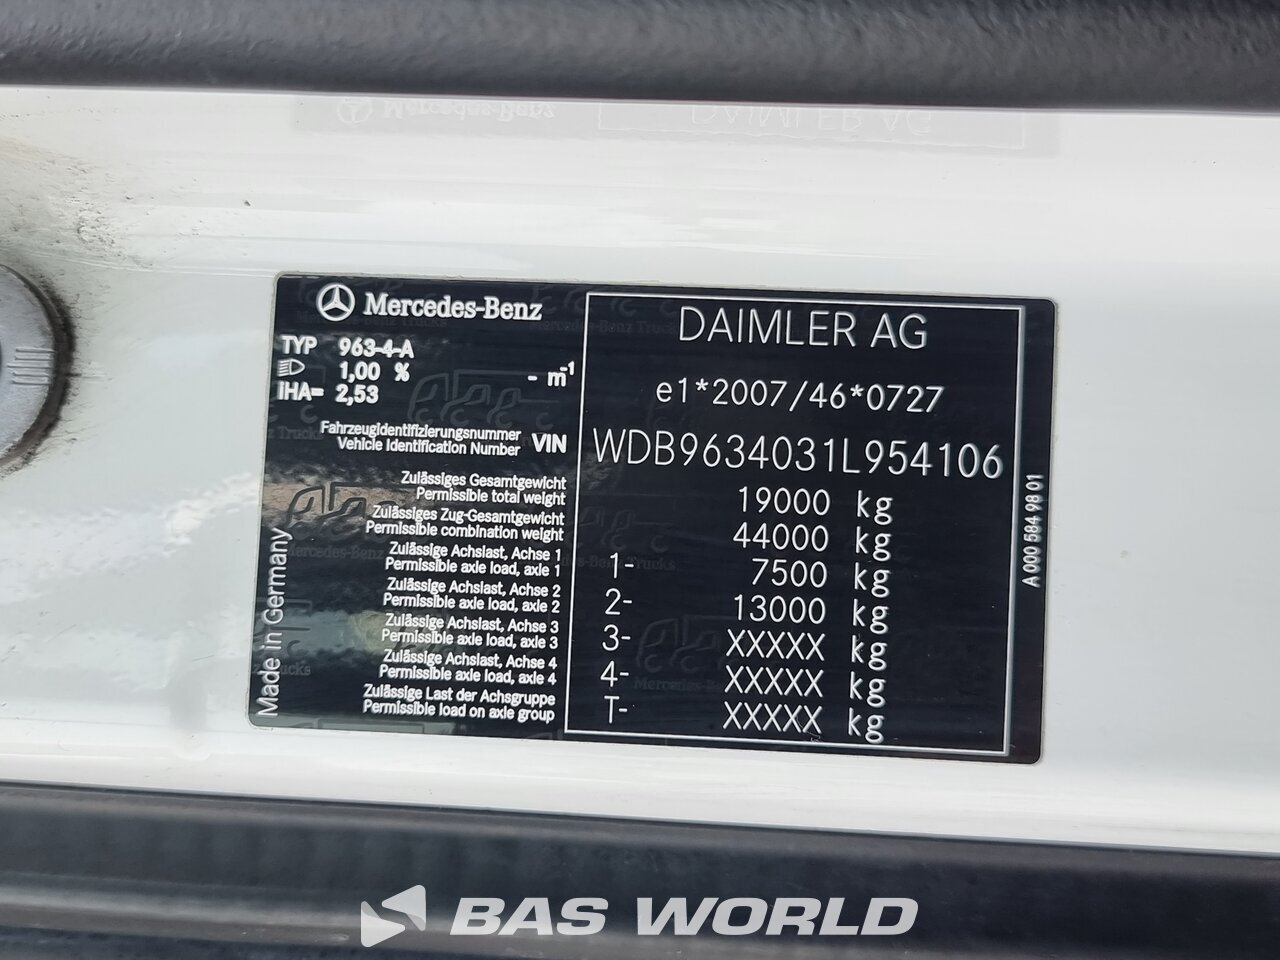 Mercedes-Benz
DAIMLER AG
TYP 963-4-A
1,00 % - m-1
iHA= 2,53
e1*2007/46*0727
Fahrzeugidentifizierungsnummer
Vehicle Identification Number VIN
WDB9634031L954106
Zulässiges Gesamtgewicht
Permissible total weight
19000 kg
Zulässiges Zug-Gesamtgewicht
Permissible combination weight
44000 kg
Zulässige Achslast, Achse 1
Permissible axle load, axle 1
1- 7500 kg
Zulässige Achslast, Achse 2
Permissible axle load, axle 2
2- 13000 kg
Zulässige Achslast, Achse 3
Permissible axle load, axle 3
3- XXXXX kg
Zulässige Achslast, Achse 4
Permissible axle load, axle 4
4- XXXXX kg
Zulässige Last der Achsgruppe
Permissible load on axle group
T- XXXXX kg
Made in Germany
A 000 584 98 01
BAS WORLD